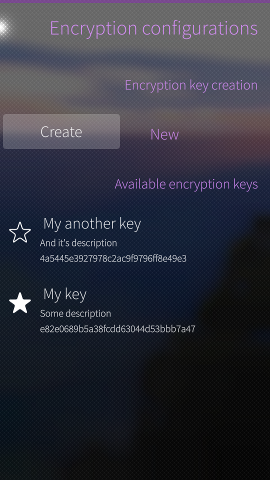 Encryption configurations
Encryption key creation
Create
New
Available encryption keys
My another key
And it's description
4a5445e3927978c2ac9f9796ff8e49e3
My key
Some description
e82e0689b5a38fcdd63044d53bbb7a47